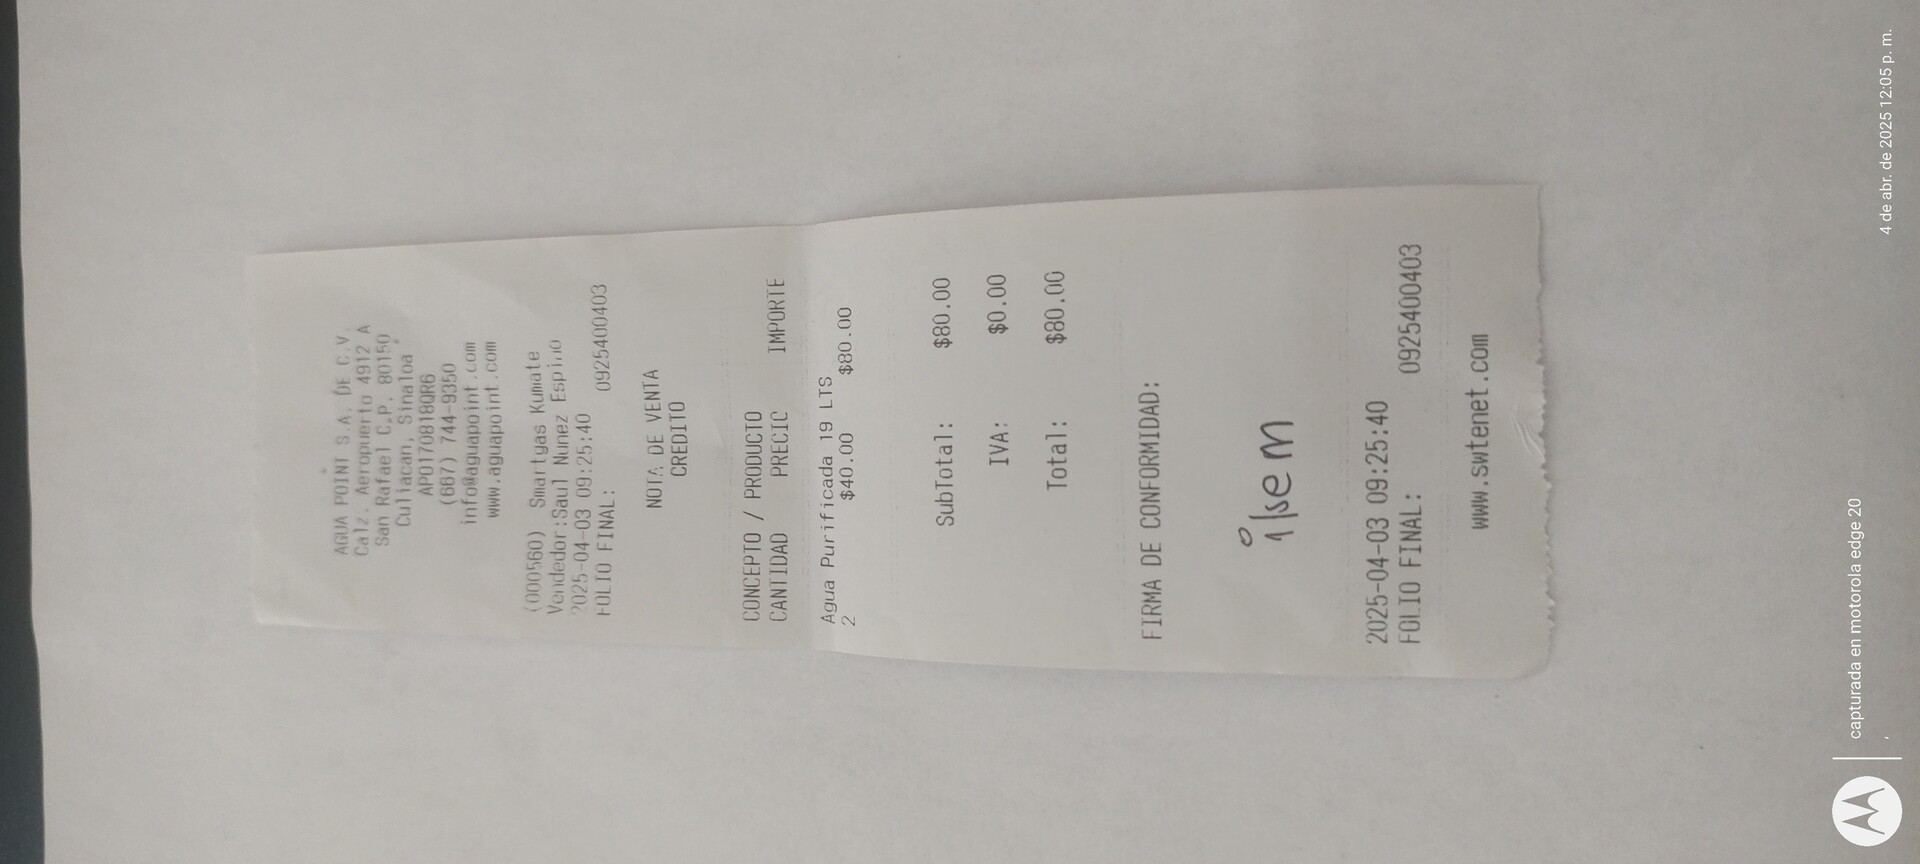 AGUA POINT S.A. DE C.V.
Calz. Aeropuerto 4912 A
San Rafael C.P. 80150
Culiacan, Sinaloa
APO170818QR6
(667) 744-9350
info@aguapoint.com
www.aguapoint.com
(000560) Smartgas Kumate
Vendedor:Saul Nunez Espino
2025-04-03 09:25:40
FOLIO FINAL: 0925400403
NOTA DE VENTA
CREDITO
CONCEPTO / PRODUCTO
CANTIDAD PRECIO IMPORTE
Agua Purificada 19 LTS
2 $40.00 $80.00
SubTotal: $80.00
IVA: $0.00
Total: $80.00
FIRMA DE CONFORMIDAD:
ilsem
2025-04-03 09:25:40
FOLIO FINAL: 0925400403
www.swtenet.com
capturada en motorola edge 20
4 de abr. de 2025 12:05 p. m.